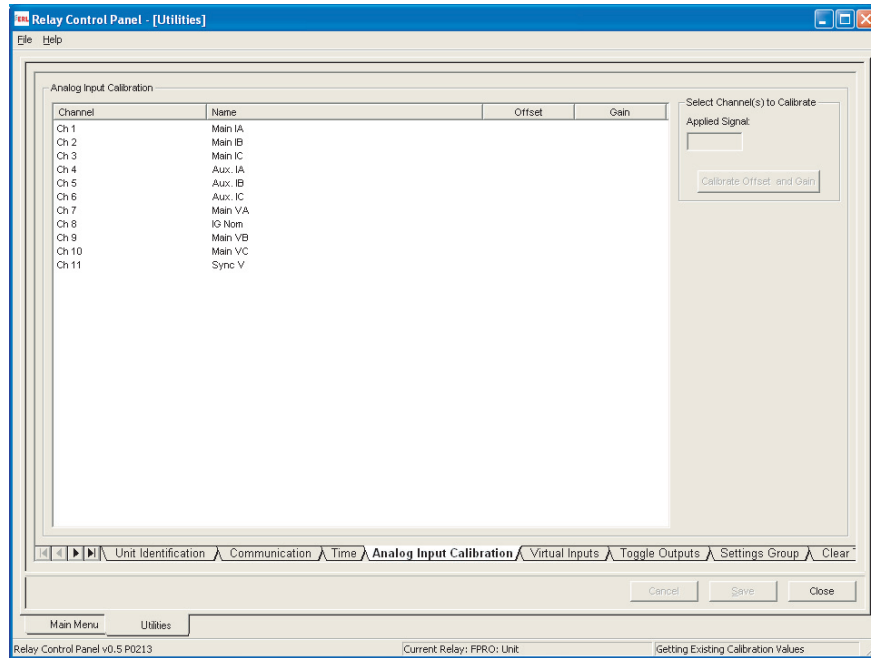 Relay Control Panel - [Utilities]
File Help
Analog Input Calibration
Channel Name Offset Gain
Ch 1 Main IA
Ch 2 Main IB
Ch 3 Main IC
Ch 4 Aux. IA
Ch 5 Aux. IB
Ch 6 Aux. IC
Ch 7 Main VA
Ch 8 IG Nom
Ch 9 Main VB
Ch 10 Main VC
Ch 11 Sync V
Select Channel(s) to Calibrate
Applied Signal:
Calibrate Offset and Gain
Unit Identification Communication Time Analog Input Calibration Virtual Inputs Toggle Outputs Settings Group Clear
Cancel Save Close
Main Menu Utilities
Relay Control Panel v0.5 P0213 Current Relay: FPRO: Unit Getting Existing Calibration Values